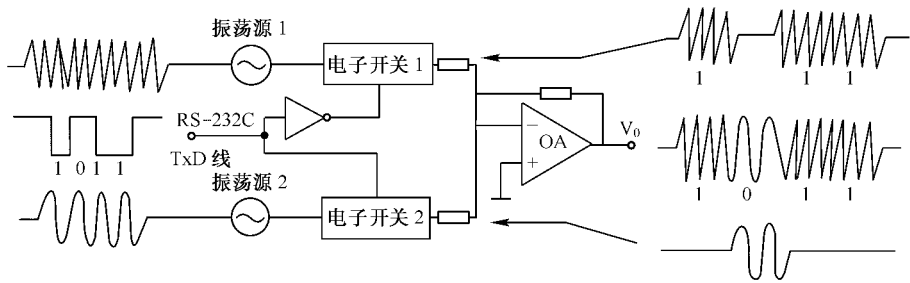 振荡源 1
电子开关 1
1 1 1
RS-232C
TxD 线
1 0 1 1
OA
−
+
V₀
1 0 1 1
振荡源 2
电子开关 2